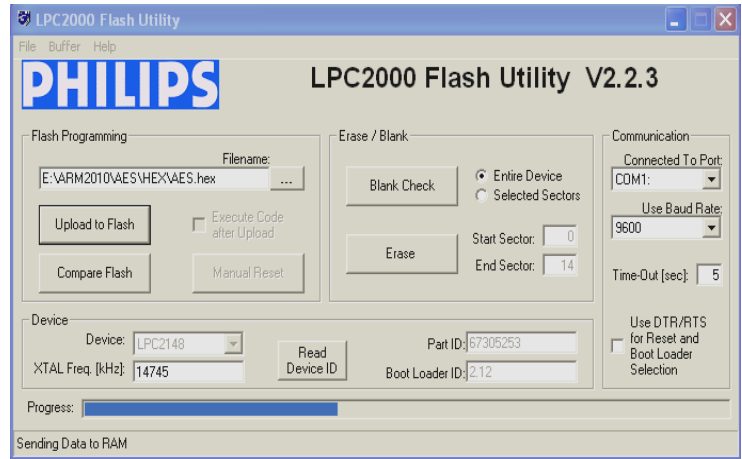 LPC2000 Flash Utility
File Buffer Help
PHILIPS
LPC2000 Flash Utility V2.2.3
Flash Programming
Filename:
E:\ARM2010\AES\HEX\AES.hex
...
Upload to Flash
Execute Code
after Upload
Compare Flash
Manual Reset
Erase / Blank
Blank Check
Entire Device
Selected Sectors
Erase
Start Sector: 0
End Sector: 14
Communication
Connected To Port:
COM1:
Use Baud Rate:
9600
Time-Out [sec]: 5
Use DTR/RTS
for Reset and
Boot Loader
Selection
Device
Device: LPC2148
XTAL Freq. [kHz]: 14745
Read
Device ID
Part ID: 67305253
Boot Loader ID: 2.12
Progress:
Sending Data to RAM